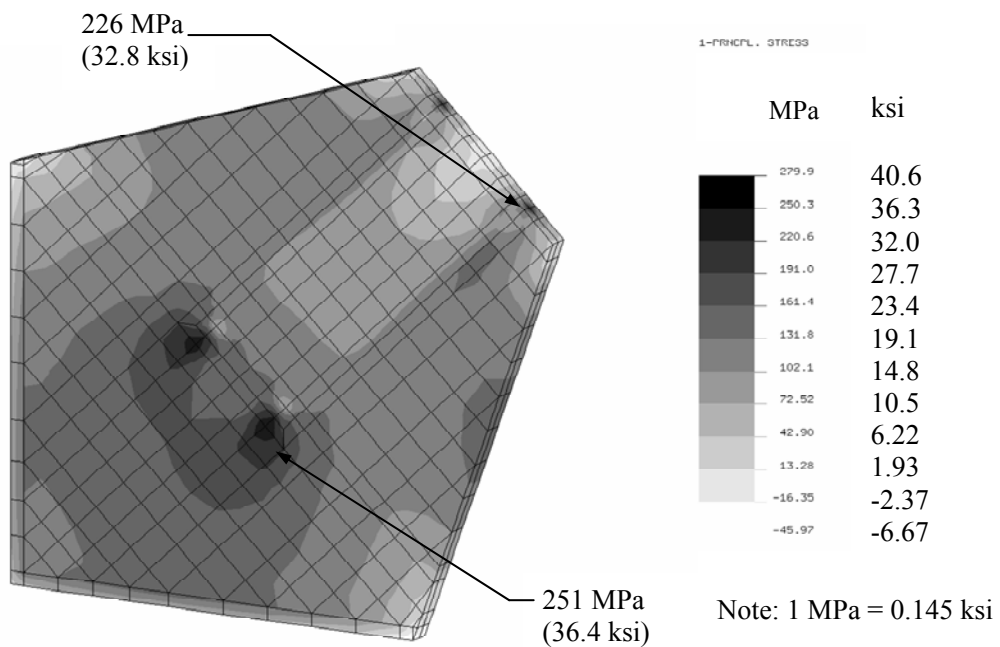 226 MPa
(32.8 ksi)
1-PRNCPL. STRESS
MPa ksi
279.9 40.6
250.3 36.3
220.6 32.0
191.0 27.7
161.4 23.4
131.8 19.1
102.1 14.8
72.52 10.5
42.90 6.22
13.28 1.93
-16.35 -2.37
-45.97 -6.67
251 MPa
(36.4 ksi)
Note: 1 MPa = 0.145 ksi